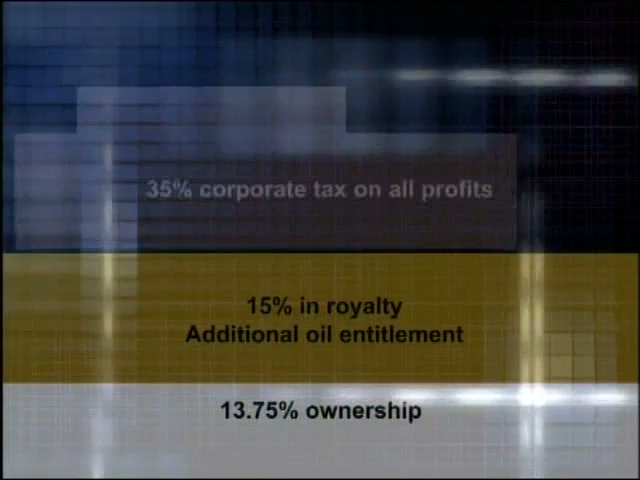 35% corporate tax on all profits
15% in royalty
Additional oil entitlement
13.75% ownership